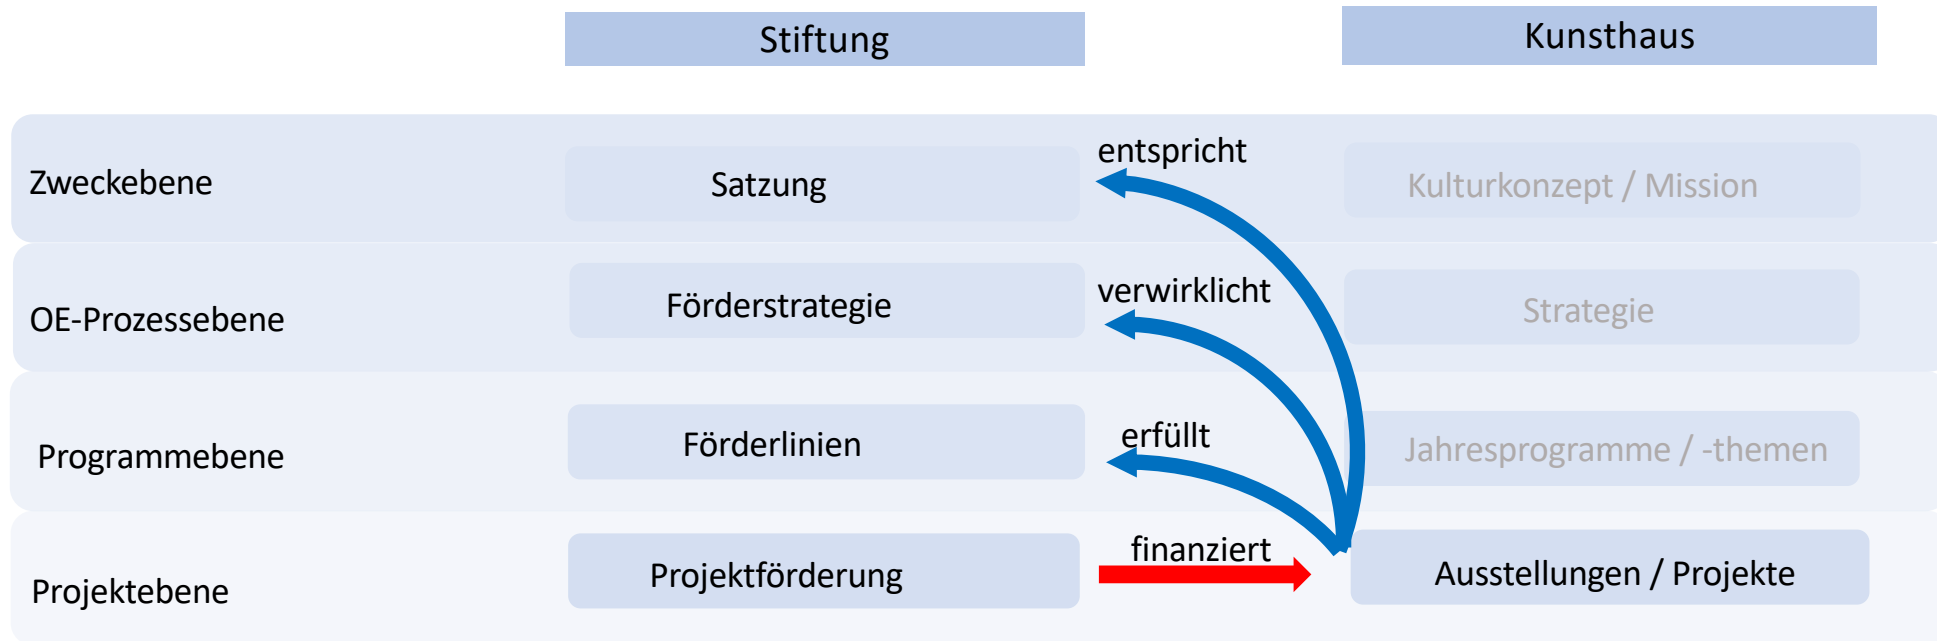 Stiftung
Kunsthaus
Zweckebene
Satzung
entspricht
Kulturkonzept / Mission
OE-Prozessebene
Förderstrategie
verwirklicht
Strategie
Programmebene
Förderlinien
erfüllt
Jahresprogramme / -themen
Projektebene
Projektförderung
finanziert
Ausstellungen / Projekte